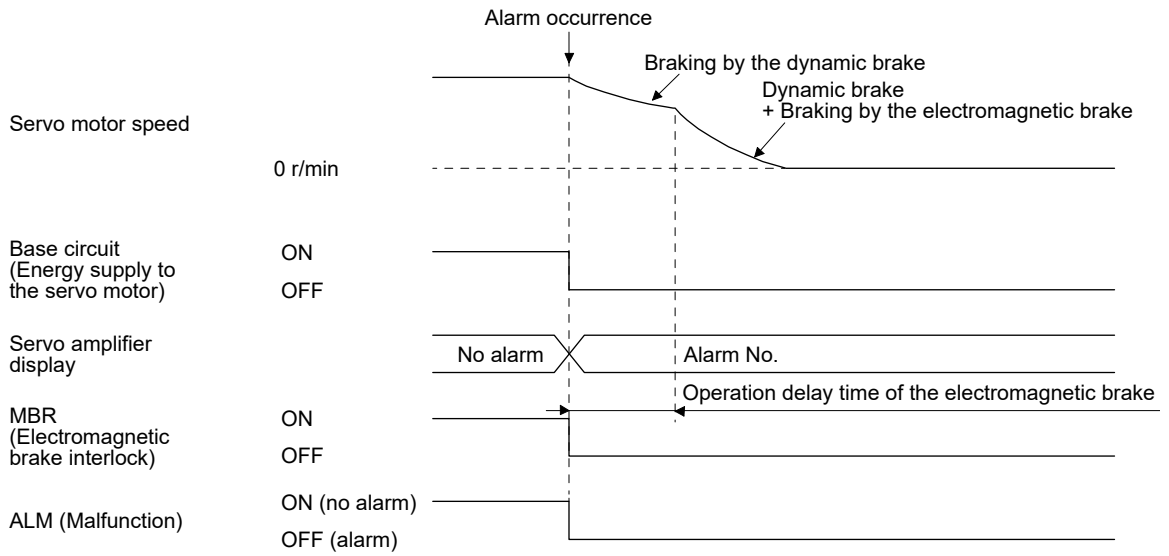 Alarm occurrence
Braking by the dynamic brake
Dynamic brake
+ Braking by the electromagnetic brake
Servo motor speed
0 r/min
Base circuit
(Energy supply to
the servo motor)
ON
OFF
Servo amplifier
display
No alarm
Alarm No.
Operation delay time of the electromagnetic brake
MBR
(Electromagnetic
brake interlock)
ON
OFF
ALM (Malfunction)
ON (no alarm)
OFF (alarm)